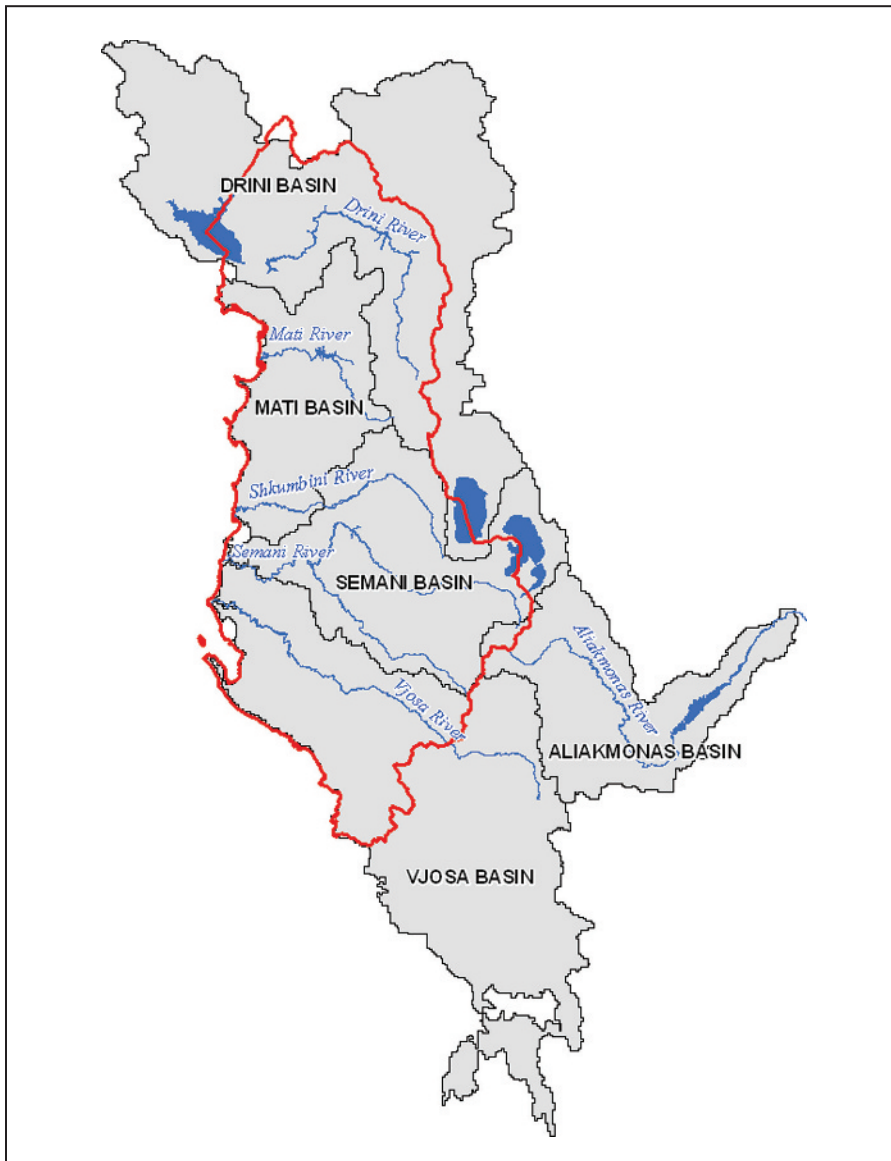 DRINI BASIN
Drini River
Mati River
MATI BASIN
Shkumbini River
Semani River
SEMANI BASIN
Aliakmonas River
Vjosa River
ALIAKMONAS BASIN
VJOSA BASIN